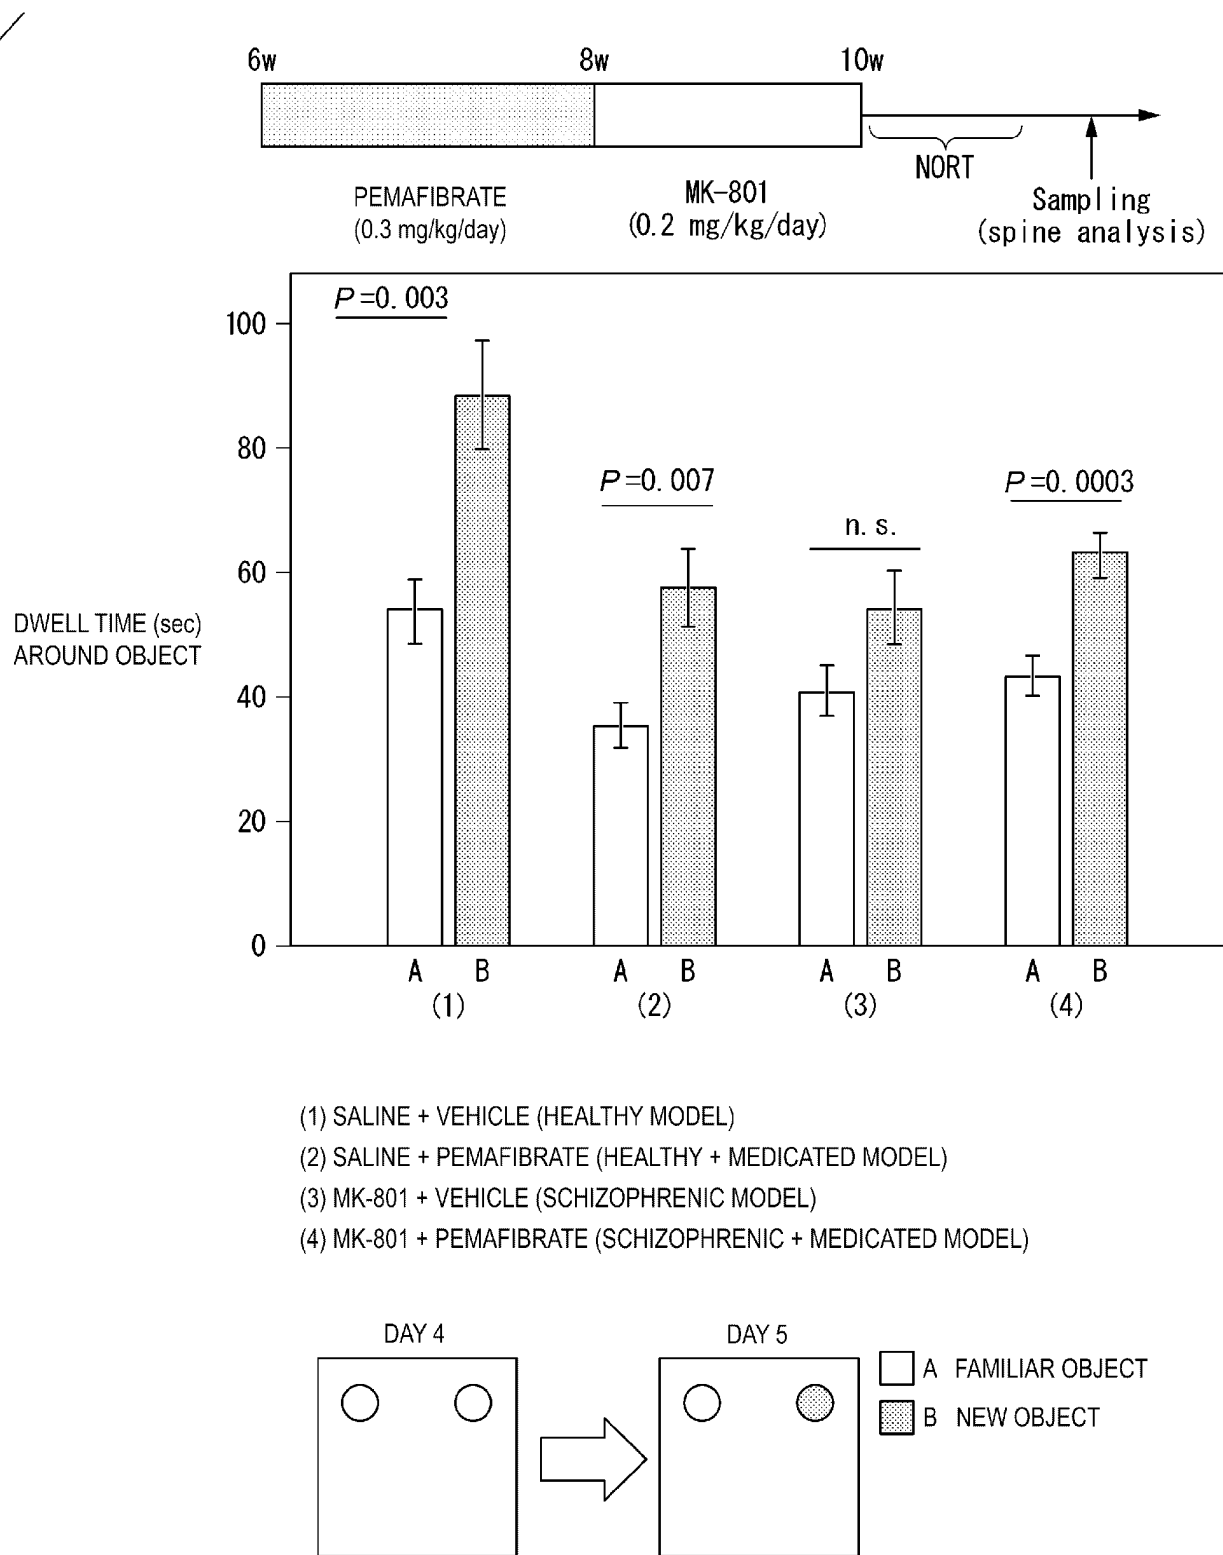 6w 8w 10w
NORT
PEMAFIBRATE
(0.3 mg/kg/day)
MK-801
(0.2 mg/kg/day)
Sampling
(spine analysis)
P=0.003
100
80
P=0.007
P=0.0003
n.s.
60
DWELL TIME (sec)
AROUND OBJECT
40
20
0
A B A B A B A B
(1) (2) (3) (4)
(1) SALINE + VEHICLE (HEALTHY MODEL)
(2) SALINE + PEMAFIBRATE (HEALTHY + MEDICATED MODEL)
(3) MK-801 + VEHICLE (SCHIZOPHRENIC MODEL)
(4) MK-801 + PEMAFIBRATE (SCHIZOPHRENIC + MEDICATED MODEL)
DAY 4 DAY 5
A FAMILIAR OBJECT
B NEW OBJECT